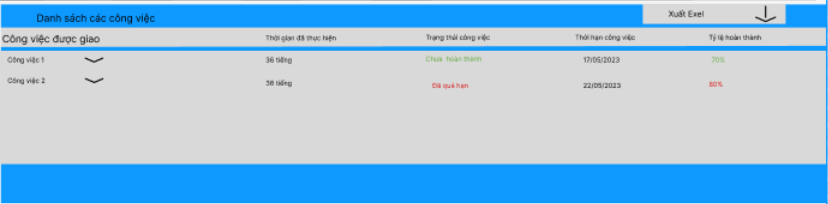 Danh sách các công việc
Xuất Exel
Công việc được giao Thời gian đã thực hiện Trạng thái công việc Thời hạn công việc Tỷ lệ hoàn thành
Công việc 1 36 tiếng Chưa hoàn thành 17/05/2023 70%
Công việc 2 38 tiếng Đã quá hạn 22/05/2023 80%